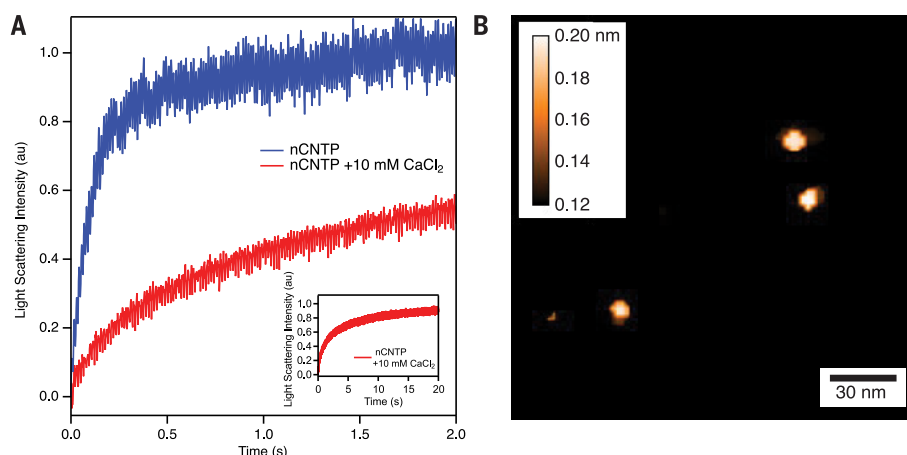 A
Light Scattering Intensity (au)
1.0
0.8
0.6
0.4
0.2
0.0
nCNTP
nCNTP +10 mM CaCl₂
0.0
0.5
1.0
1.5
2.0
Time (s)
Light Scattering Intensity (au)
1.0
0.8
0.6
0.4
0.2
0.0
nCNTP
+10 mM CaCl₂
0
5
10
15
20
Time (s)
B
0.20 nm
0.18
0.16
0.14
0.12
30 nm